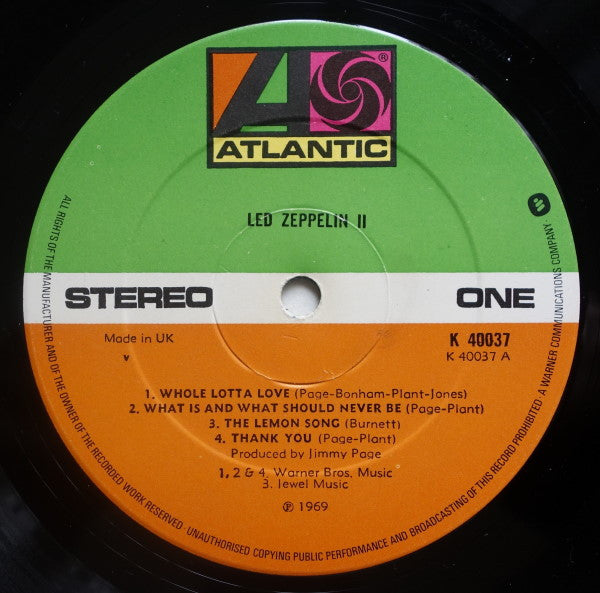 ®
ATLANTIC
LED ZEPPELIN II
STEREO
ONE
Made in UK
v
K 40037
K 40037 A
1. WHOLE LOTTA LOVE (Page-Bonham-Plant-Jones)
2. WHAT IS AND WHAT SHOULD NEVER BE (Page-Plant)
3. THE LEMON SONG (Burnett)
4. THANK YOU (Page-Plant)
Produced by Jimmy Page
1, 2 & 4. Warner Bros. Music
3. Jewel Music
℗ 1969
ALL RIGHTS OF THE MANUFACTURER AND OF THE OWNER OF THE RECORDED WORK RESERVED · UNAUTHORISED COPYING PUBLIC PERFORMANCE AND BROADCASTING OF THIS RECORD PROHIBITED · A WARNER COMMUNICATIONS COMPANY ·